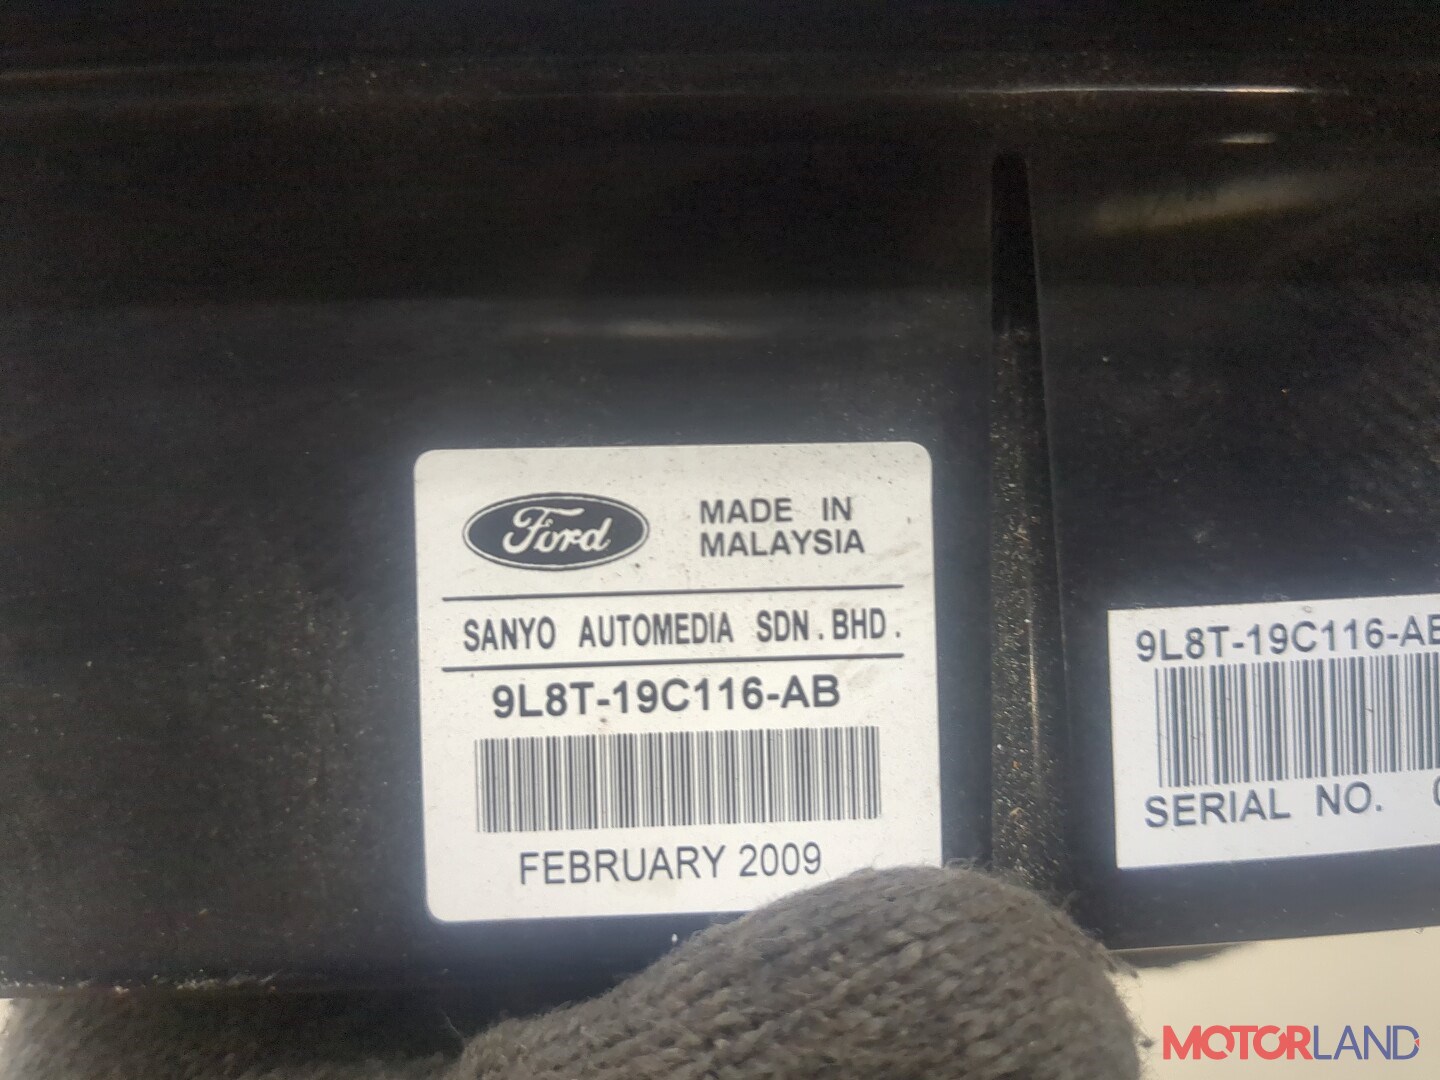 Ford
MADE IN
MALAYSIA
SANYO AUTOMEDIA SDN. BHD.
9L8T-19C116-AB
FEBRUARY 2009
9L8T-19C116-AB
SERIAL NO.
MOTORLAND